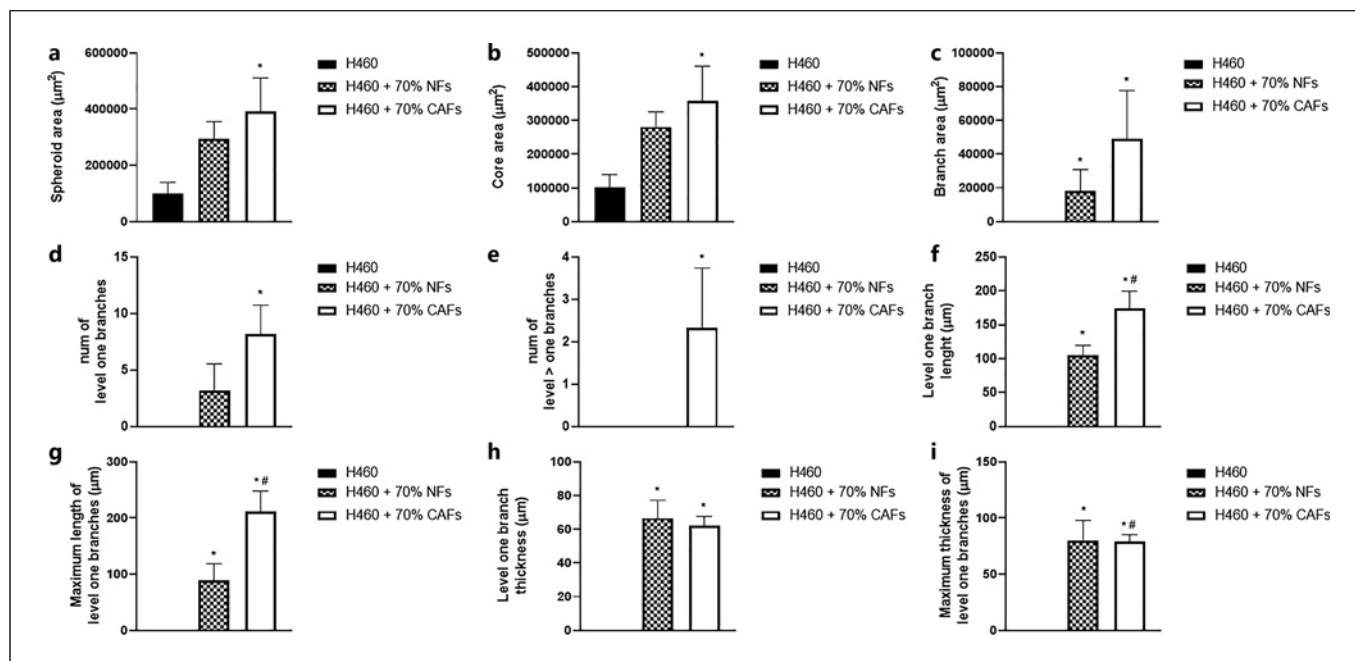 a
Spheroid area (μm²)
600000
400000
200000
0
*
H460
H460 + 70% NFs
H460 + 70% CAFs
b
Core area (μm²)
500000
400000
300000
200000
100000
0
*
H460
H460 + 70% NFs
H460 + 70% CAFs
c
Branch area (μm²)
100000
80000
60000
40000
20000
0
*
*
H460
H460 + 70% NFs
H460 + 70% CAFs
d
num of
level one branches
15
10
5
0
*
H460
H460 + 70% NFs
H460 + 70% CAFs
e
num of
level > one branches
4
3
2
1
0
*
H460
H460 + 70% NFs
H460 + 70% CAFs
f
Level one branch
lenght (μm)
250
200
150
100
50
0
*
* #
H460
H460 + 70% NFs
H460 + 70% CAFs
g
Maximum length of
level one branches (μm)
300
200
100
0
*
* #
H460
H460 + 70% NFs
H460 + 70% CAFs
h
Level one branch
thickness (μm)
80
60
40
20
0
*
*
H460
H460 + 70% NFs
H460 + 70% CAFs
i
Maximum thickness of
level one branches (μm)
150
100
50
0
*
* #
H460
H460 + 70% NFs
H460 + 70% CAFs